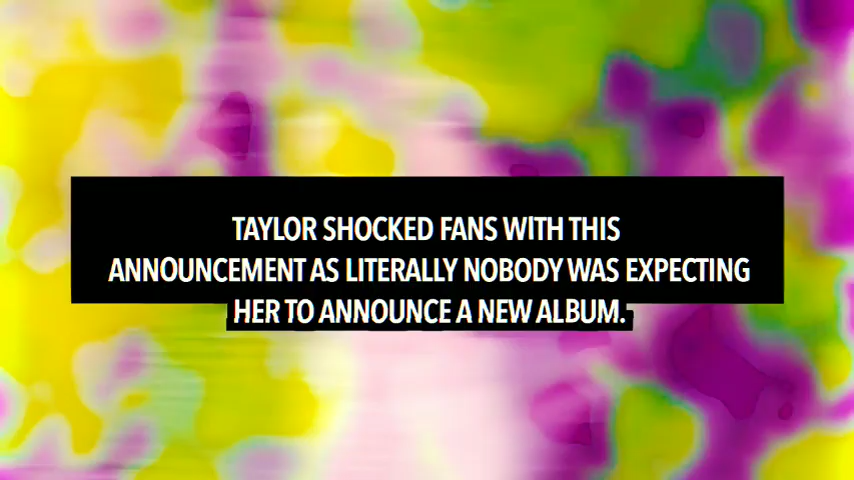 TAYLOR SHOCKED FANS WITH THIS
ANNOUNCEMENT AS LITERALLY NOBODY WAS EXPECTING
HER TO ANNOUNCE A NEW ALBUM.